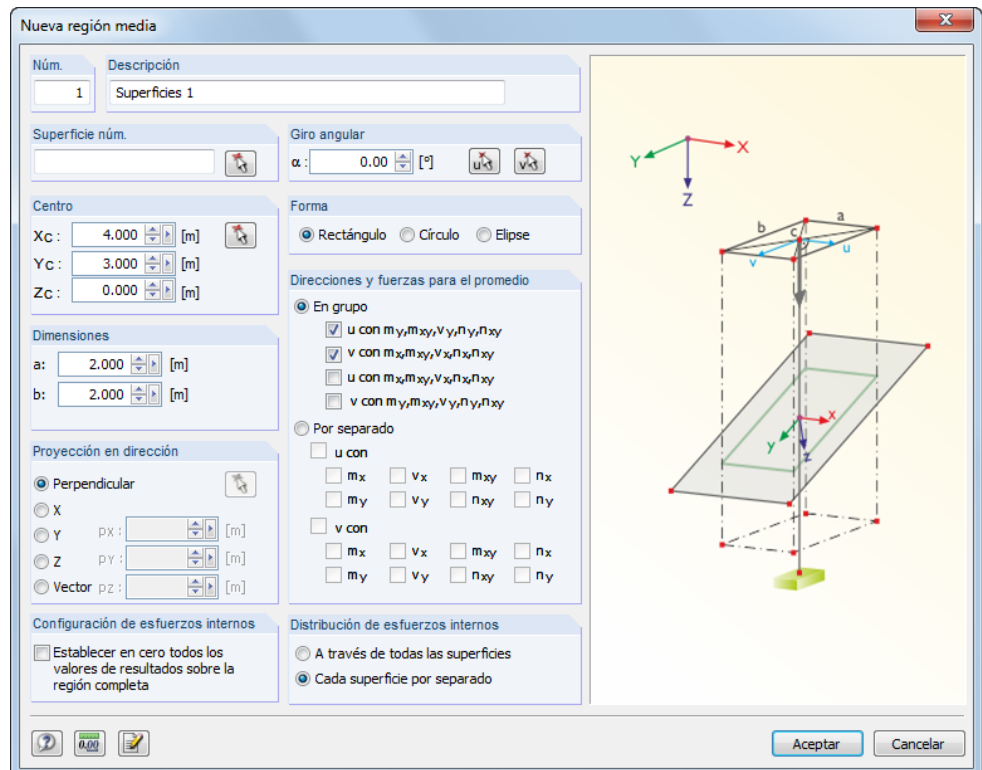 Nueva región media
Núm.
Descripción
1
Superficies 1
Superficie núm.
Giro angular
α :
0.00
[º]
u
v
Centro
XC :
4.000
[m]
YC :
3.000
[m]
ZC :
0.000
[m]
Forma
Rectángulo
Círculo
Elipse
Dimensiones
a:
2.000
[m]
b:
2.000
[m]
Direcciones y fuerzas para el promedio
En grupo
u con my,mxy,vy,ny,nxy
v con mx,mxy,vx,nx,nxy
u con mx,mxy,vx,nx,nxy
v con my,mxy,vy,ny,nxy
Por separado
u con
mx vx mxy nx
my vy nxy ny
v con
mx vx mxy nx
my vy nxy ny
Proyección en dirección
Perpendicular
X
Y
pX :
[m]
Z
pY :
[m]
Vector
pZ :
[m]
Configuración de esfuerzos internos
Establecer en cero todos los
valores de resultados sobre la
región completa
Distribución de esfuerzos internos
A través de todas las superficies
Cada superficie por separado
Y
X
Z
a
b
c
u
v
x
y
z
0.00
Aceptar
Cancelar